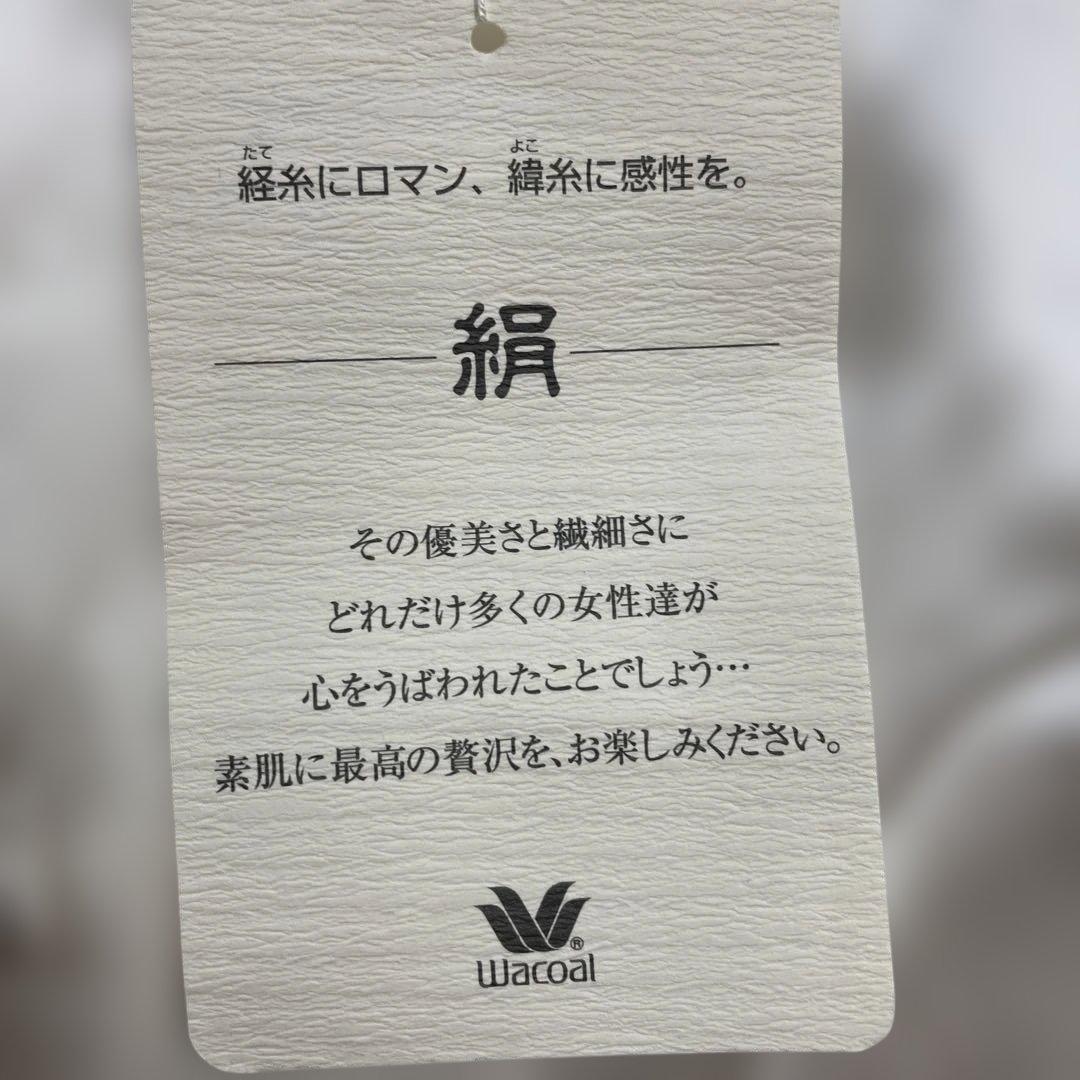 たて よこ
経糸にロマン、緯糸に感性を。
絹
その優美さと繊細さに
どれだけ多くの女性達が
心をうばわれたことでしょう…
素肌に最高の贅沢を、お楽しみください。
®
Wacoal